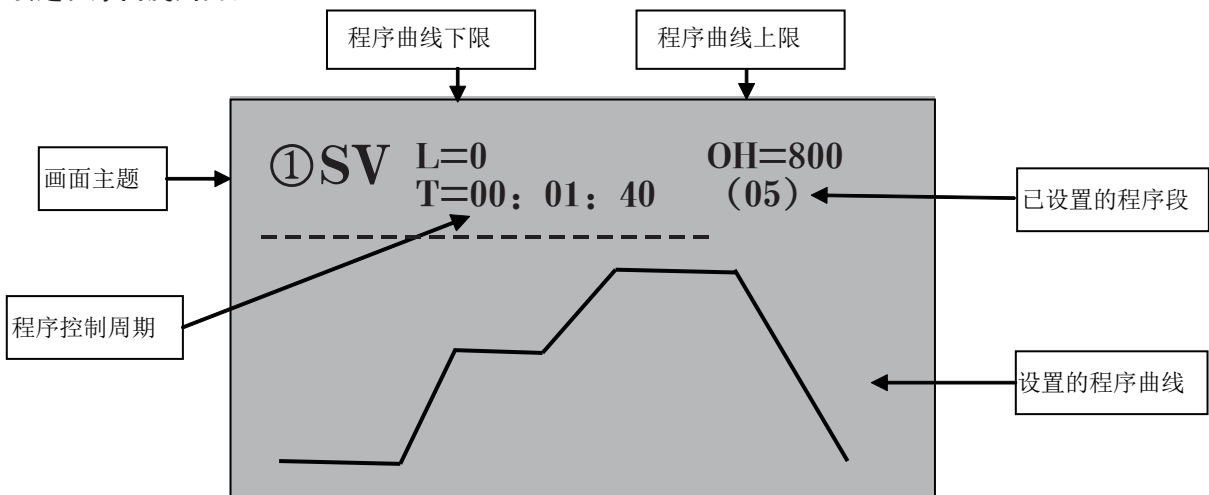 程序曲线下限
程序曲线上限
①SV
L=0
OH=800
T=00：01：40
（05）
画面主题
已设置的程序段
程序控制周期
设置的程序曲线